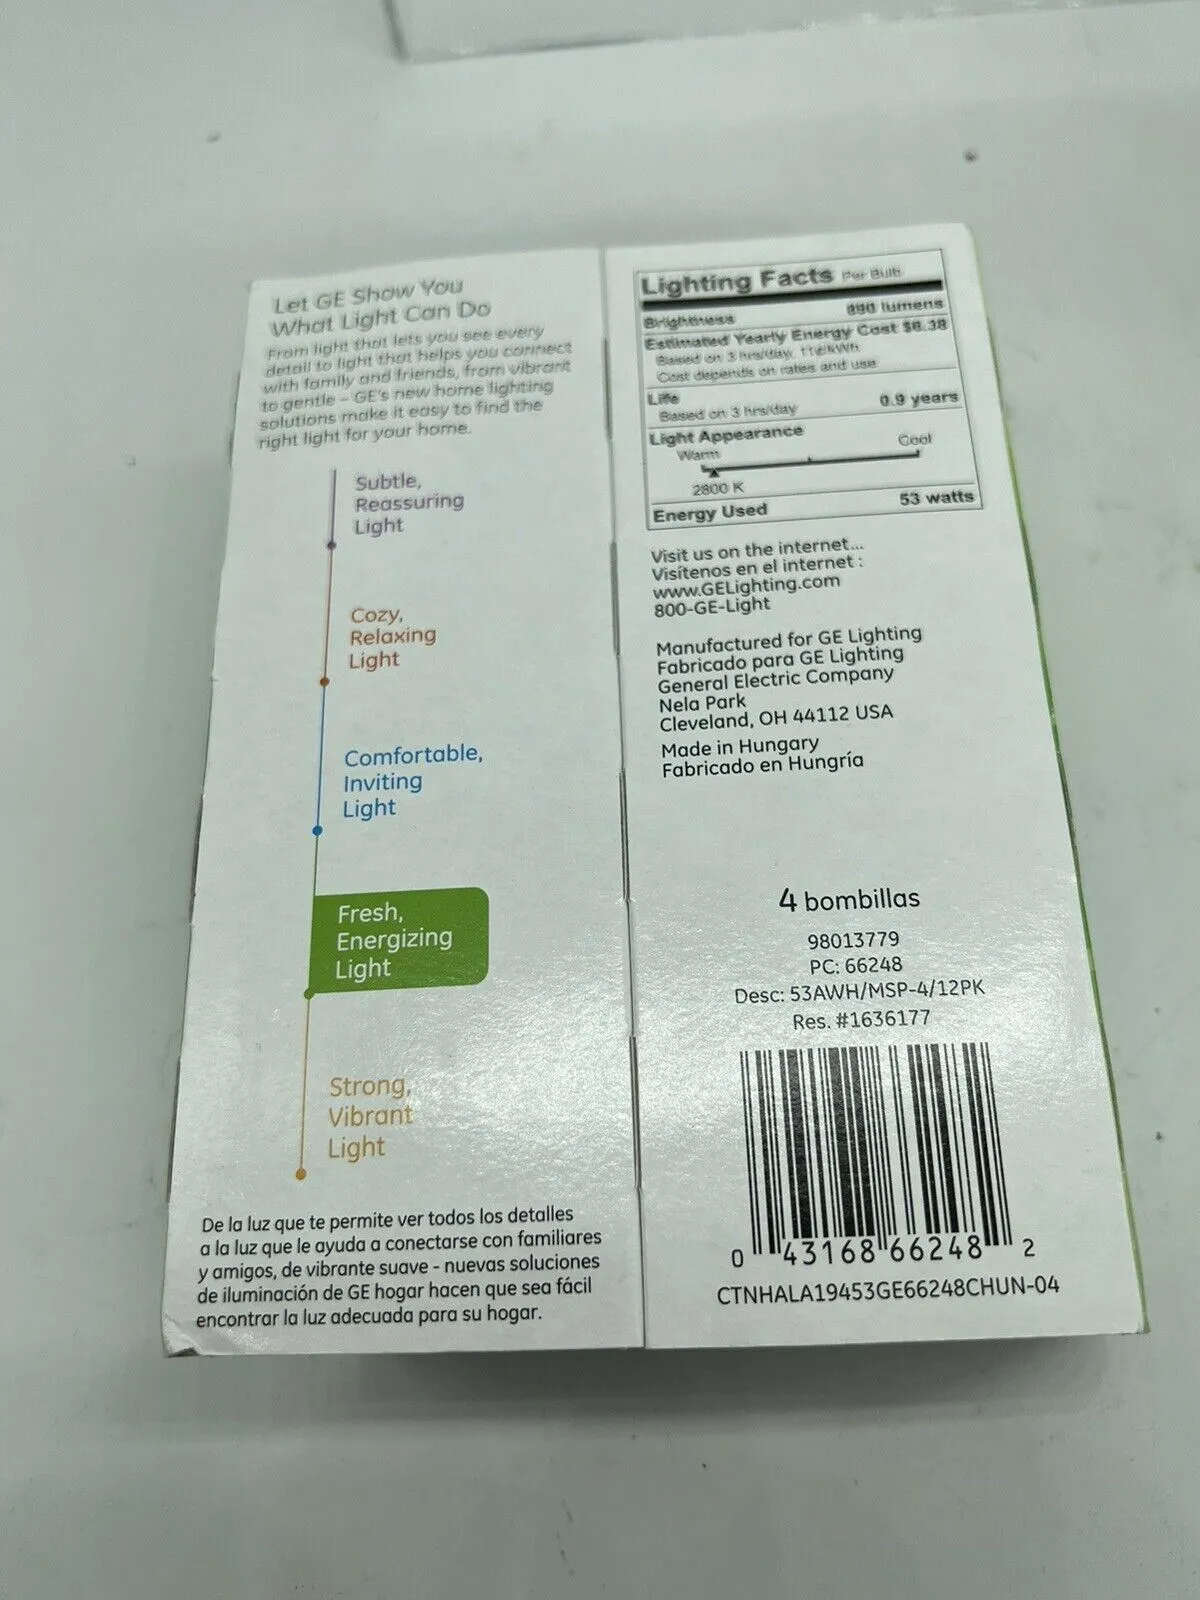 Let GE Show You
What Light Can Do
From light that lets you see every
detail to light that helps you connect
with family and friends, from vibrant
to gentle – GE's new home lighting
solutions make it easy to find the
right light for your home.
Subtle,
Reassuring
Light
Cozy,
Relaxing
Light
Comfortable,
Inviting
Light
Fresh,
Energizing
Light
Strong,
Vibrant
Light
De la luz que te permite ver todos los detalles
a la luz que le ayuda a conectarse con familiares
y amigos, de vibrante suave - nuevas soluciones
de iluminación de GE hogar hacen que sea fácil
encontrar la luz adecuada para su hogar.
Lighting Facts Per Bulb
Brightness lumens
Estimated Yearly Energy Cost $6.38
Based on 3 hrs/day, 11¢/kWh
Cost depends on rates and use
Life 0.9 years
Based on 3 hrs/day
Light Appearance
Warm Cool
2800 K
Energy Used 53 watts
Visit us on the internet...
Visítenos en el internet :
www.GELighting.com
800-GE-Light
Manufactured for GE Lighting
Fabricado para GE Lighting
General Electric Company
Nela Park
Cleveland, OH 44112 USA
Made in Hungary
Fabricado en Hungría
4 bombillas
98013779
PC: 66248
Desc: 53AWH/MSP-4/12PK
Res. #1636177
0 43168 66248 2
CTNHALA19453GE66248CHUN-04